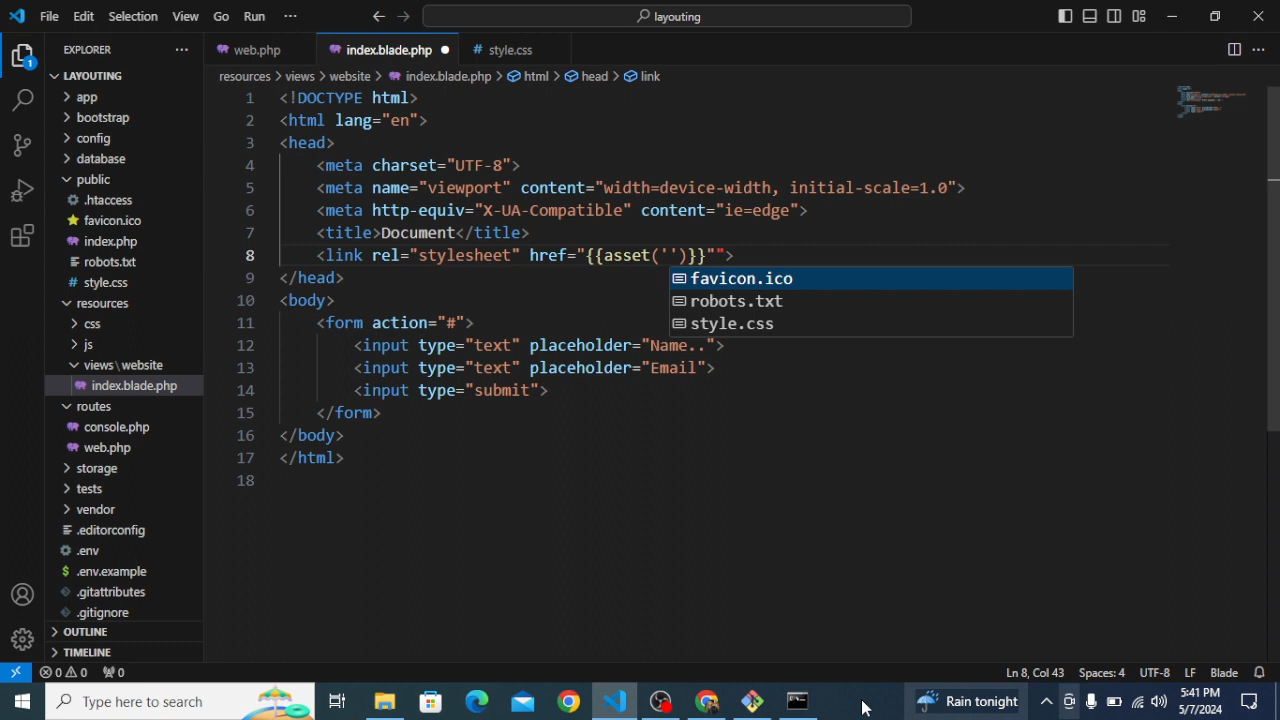 File Edit Selection View Go Run ··· layouting
EXPLORER ···
web.php index.blade.php style.css ···
LAYOUTING
resources > views > website > index.blade.php > html > head > link
app
bootstrap
config
database
public
.htaccess
favicon.ico
index.php
robots.txt
style.css
resources
css
js
views\website
index.blade.php
routes
console.php
web.php
storage
tests
vendor
.editorconfig
.env
.env.example
.gitattributes
.gitignore
OUTLINE
TIMELINE
1
1 <!DOCTYPE html>
2 <html lang="en">
3 <head>
4 <meta charset="UTF-8">
5 <meta name="viewport" content="width=device-width, initial-scale=1.0">
6 <meta http-equiv="X-UA-Compatible" content="ie=edge">
7 <title>Document</title>
8 <link rel="stylesheet" href="{{asset('')}}"">
9 </head>
10 <body>
11 <form action="#">
12 <input type="text" placeholder="Name..">
13 <input type="text" placeholder="Email">
14 <input type="submit">
15 </form>
16 </body>
17 </html>
18
favicon.ico
robots.txt
style.css
0 0 0 Ln 8, Col 43 Spaces: 4 UTF-8 LF Blade
Type here to search Rain tonight 5:41 PM
5/7/2024